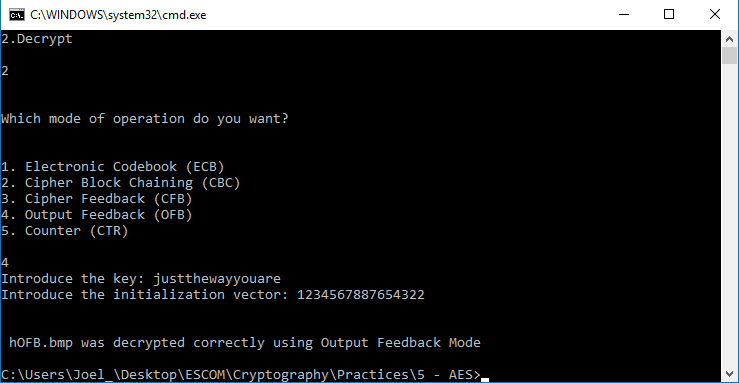 C:\WINDOWS\system32\cmd.exe
2.Decrypt
2
Which mode of operation do you want?
1. Electronic Codebook (ECB)
2. Cipher Block Chaining (CBC)
3. Cipher Feedback (CFB)
4. Output Feedback (OFB)
5. Counter (CTR)
4
Introduce the key: justthewayyouare
Introduce the initialization vector: 1234567887654322
hOFB.bmp was decrypted correctly using Output Feedback Mode
C:\Users\Joel_\Desktop\ESCOM\Cryptography\Practices\5 - AES>